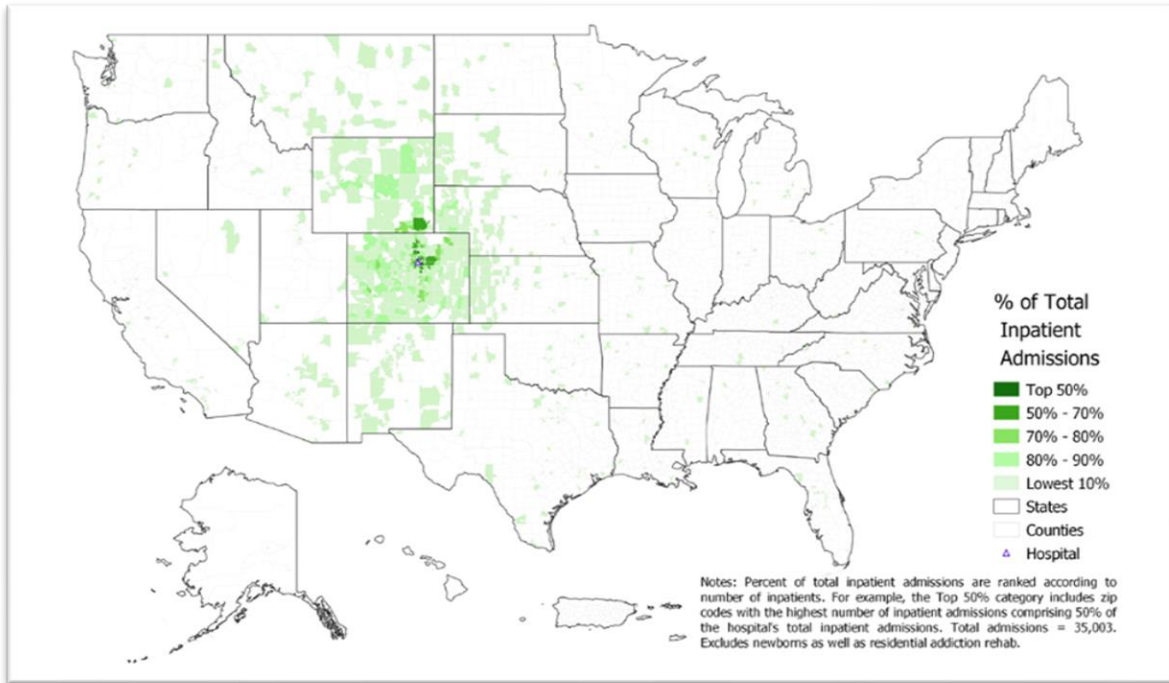 % of Total
Inpatient
Admissions
Top 50%
50% - 70%
70% - 80%
80% - 90%
Lowest 10%
States
Counties
Hospital
Notes: Percent of total inpatient admissions are ranked according to
number of inpatients. For example, the Top 50% category includes zip
codes with the highest number of inpatient admissions comprising 50% of
the hospital's total inpatient admissions. Total admissions = 35,003.
Excludes newborns as well as residential addiction rehab.